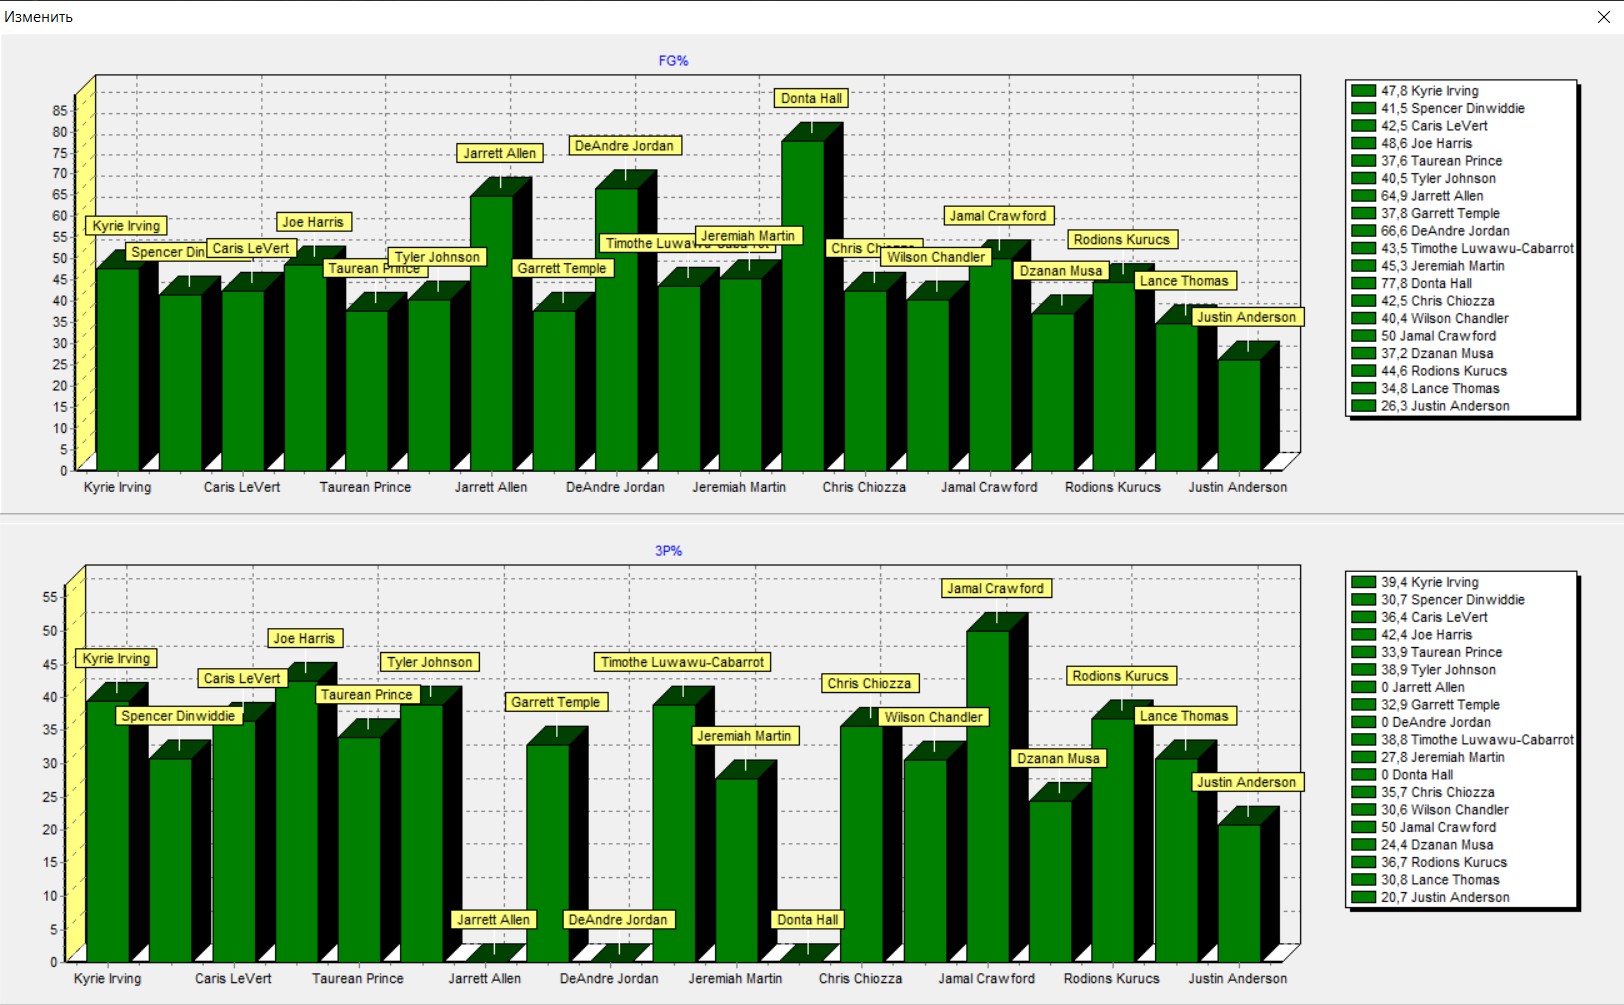 Изменить
FG%
85
80
75
70
65
60
55
50
45
40
35
30
25
20
15
10
5
0
Donta Hall
DeAndre Jordan
Jarrett Allen
Jamal Crawford
Joe Harris
Kyrie Irving
Jeremiah Martin
Rodions Kurucs
Timothe Luwawu-Cabarrot
Spencer Din
Caris LeVert
Chris Chiozza
Tyler Johnson
Wilson Chandler
Taurean Prince
Garrett Temple
Dzanan Musa
Lance Thomas
Justin Anderson
Kyrie Irving
Caris LeVert
Taurean Prince
Jarrett Allen
DeAndre Jordan
Jeremiah Martin
Chris Chiozza
Jamal Crawford
Rodions Kurucs
Justin Anderson
47,8 Kyrie Irving
41,5 Spencer Dinwiddie
42,5 Caris LeVert
48,6 Joe Harris
37,6 Taurean Prince
40,5 Tyler Johnson
64,9 Jarrett Allen
37,8 Garrett Temple
66,6 DeAndre Jordan
43,5 Timothe Luwawu-Cabarrot
45,3 Jeremiah Martin
77,8 Donta Hall
42,5 Chris Chiozza
40,4 Wilson Chandler
50 Jamal Crawford
37,2 Dzanan Musa
44,6 Rodions Kurucs
34,8 Lance Thomas
26,3 Justin Anderson
3P%
55
50
45
40
35
30
25
20
15
10
5
0
Jamal Crawford
Joe Harris
Kyrie Irving
Tyler Johnson
Timothe Luwawu-Cabarrot
Caris LeVert
Chris Chiozza
Rodions Kurucs
Taurean Prince
Garrett Temple
Spencer Dinwiddie
Wilson Chandler
Lance Thomas
Jeremiah Martin
Dzanan Musa
Justin Anderson
Jarrett Allen
DeAndre Jordan
Donta Hall
Kyrie Irving
Caris LeVert
Taurean Prince
Jarrett Allen
DeAndre Jordan
Jeremiah Martin
Chris Chiozza
Jamal Crawford
Rodions Kurucs
Justin Anderson
39,4 Kyrie Irving
30,7 Spencer Dinwiddie
36,4 Caris LeVert
42,4 Joe Harris
33,9 Taurean Prince
38,9 Tyler Johnson
0 Jarrett Allen
32,9 Garrett Temple
0 DeAndre Jordan
38,8 Timothe Luwawu-Cabarrot
27,8 Jeremiah Martin
0 Donta Hall
35,7 Chris Chiozza
30,6 Wilson Chandler
50 Jamal Crawford
24,4 Dzanan Musa
36,7 Rodions Kurucs
30,8 Lance Thomas
20,7 Justin Anderson